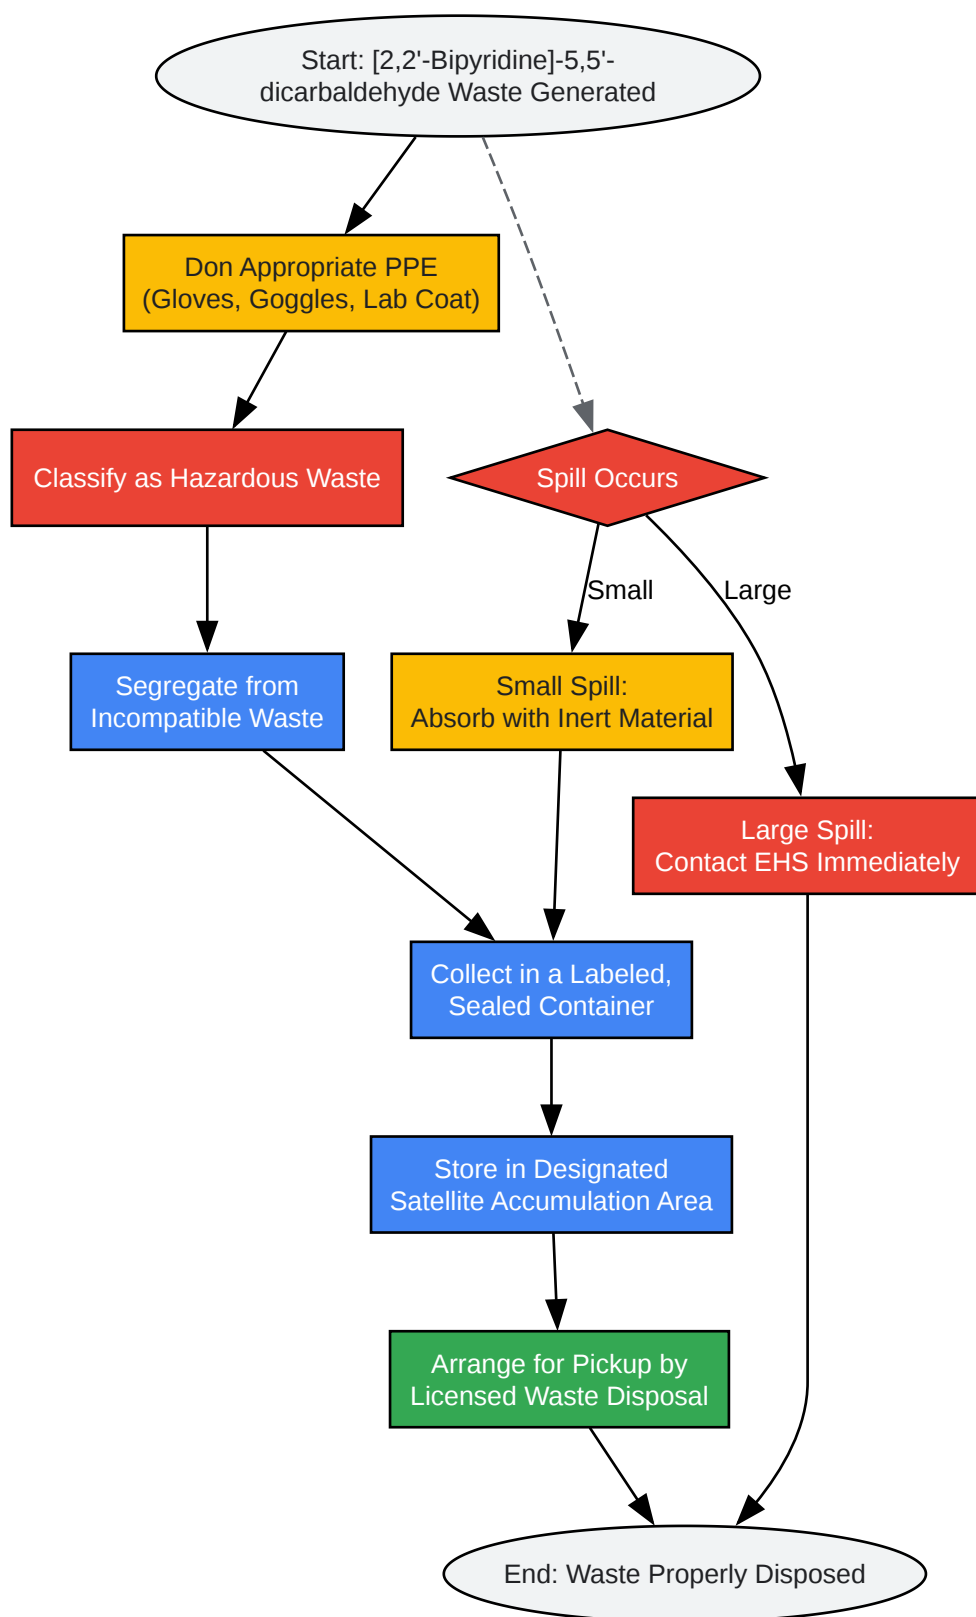 Start: [2,2'-Bipyridine]-5,5'-
dicarbaldehyde Waste Generated
Don Appropriate PPE
(Gloves, Goggles, Lab Coat)
Classify as Hazardous Waste
Spill Occurs
Small
Large
Segregate from
Incompatible Waste
Small Spill:
Absorb with Inert Material
Large Spill:
Contact EHS Immediately
Collect in a Labeled,
Sealed Container
Store in Designated
Satellite Accumulation Area
Arrange for Pickup by
Licensed Waste Disposal
End: Waste Properly Disposed